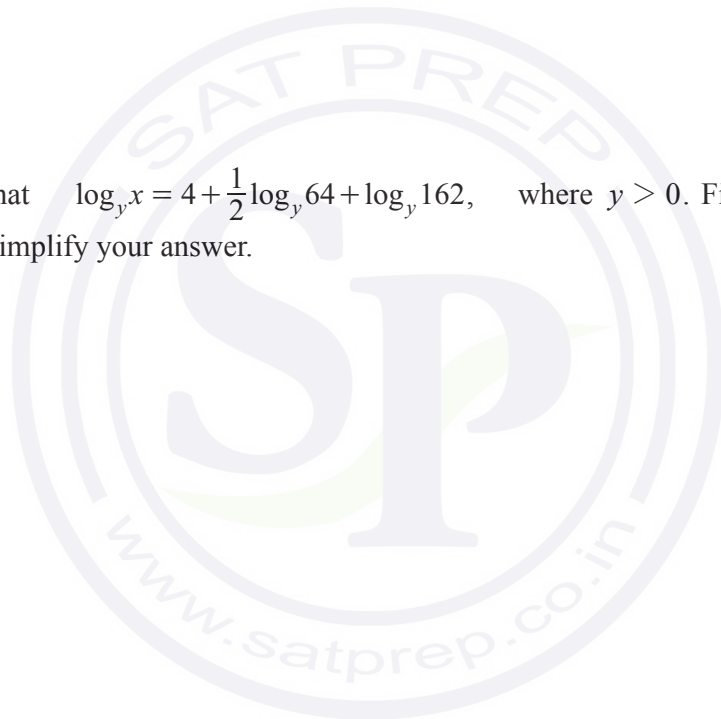 SAT PREP
hat log_y x = 4 + \frac{1}{2} log_y 64 + log_y 162, where y > 0. Fi
implify your answer.
SP
www.satprep.co.in